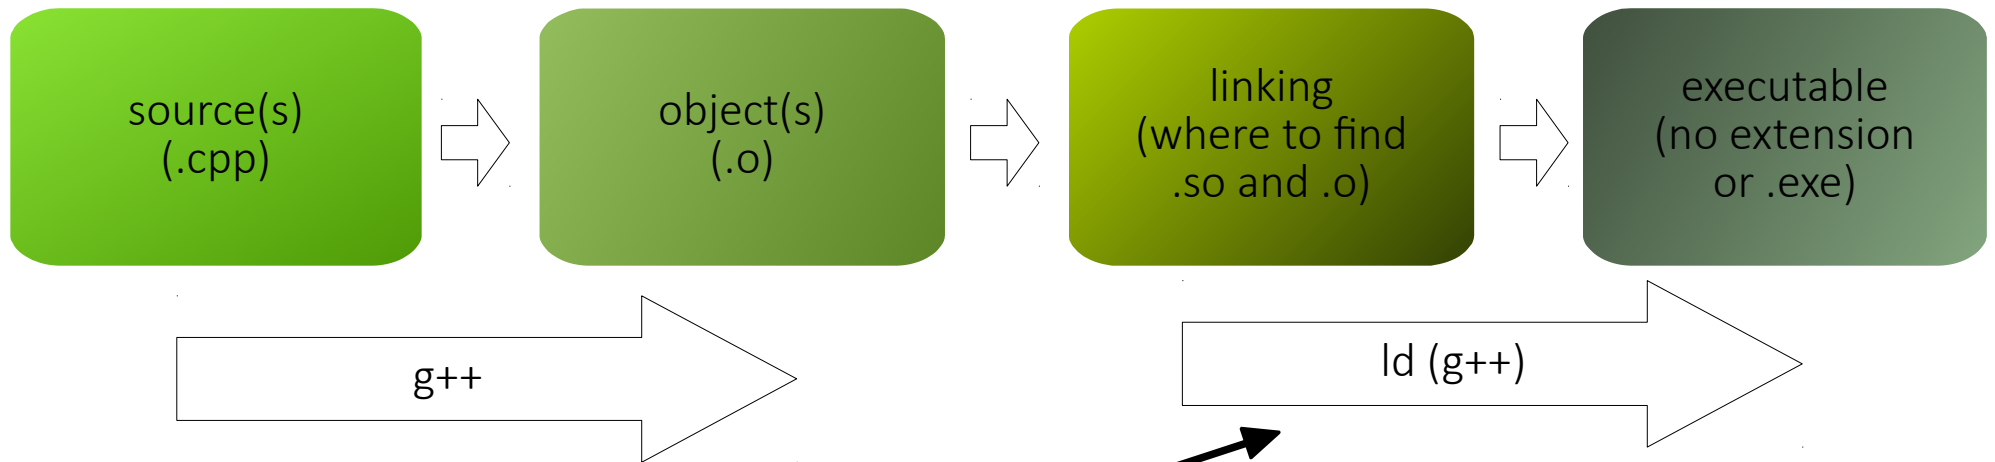 source(s)
(.cpp)
object(s)
(.o)
linking
(where to find
.so and .o)
executable
(no extension
or .exe)
g++
ld (g++)